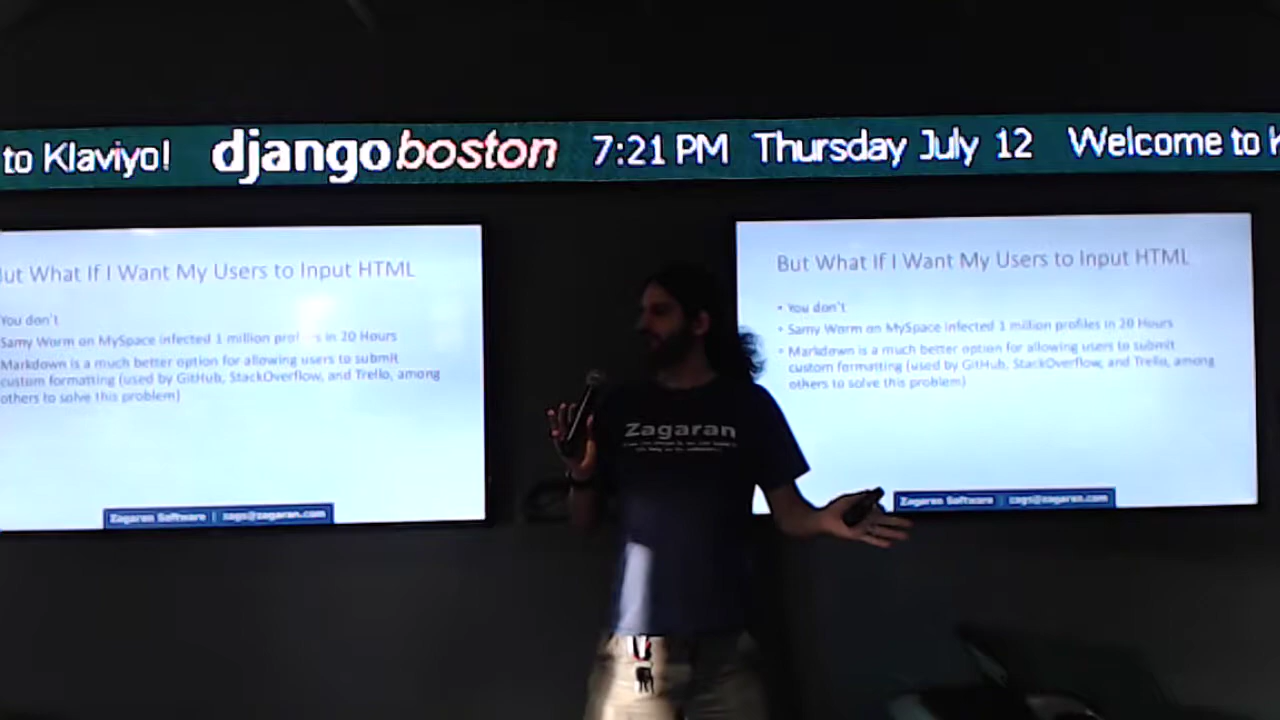 to Klaviyo! djangoboston 7:21 PM Thursday July 12 Welcome to
ut What If I Want My Users to Input HTML
You don't
Samy Worm on MySpace infected 1 million profiles in 20 Hours
Markdown is a much better option for allowing users to submit
custom formatting (used by GitHub, StackOverflow, and Trello, among
others to solve this problem)
Zagaran Software | zags@zagaran.com
Zagaran
But What If I Want My Users to Input HTML
• You don't
• Samy Worm on MySpace infected 1 million profiles in 20 Hours
• Markdown is a much better option for allowing users to submit
custom formatting (used by GitHub, StackOverflow, and Trello, among
others to solve this problem)
Zagaran Software | zags@zagaran.com